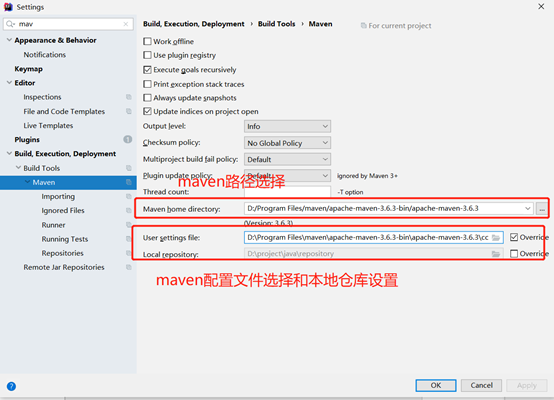 Settings
mav
Appearance & Behavior
Notifications
Keymap
Editor
Inspections
File and Code Templates
Live Templates
Plugins 1
Build, Execution, Deployment
Build Tools
Maven
Importing
Ignored Files
Runner
Running Tests
Repositories
Remote Jar Repositories
Build, Execution, Deployment › Build Tools › Maven For current project
Work offline
Use plugin registry
Execute goals recursively
Print exception stack traces
Always update snapshots
Update indices on project open
Output level: Info
Checksum policy: No Global Policy
Multiproject build fail policy: Default
Plugin update policy: Default ignored by Maven 3+
maven路径选择
Thread count: -T option
Maven home directory: D:/Program Files/maven/apache-maven-3.6.3-bin/apache-maven-3.6.3 ...
(Version: 3.6.3)
User settings file: D:\Program Files\maven\apache-maven-3.6.3-bin\apache-maven-3.6.3\cc Override
Local repository: D:\project\java\repository Override
maven配置文件选择和本地仓库设置
? OK Cancel Apply